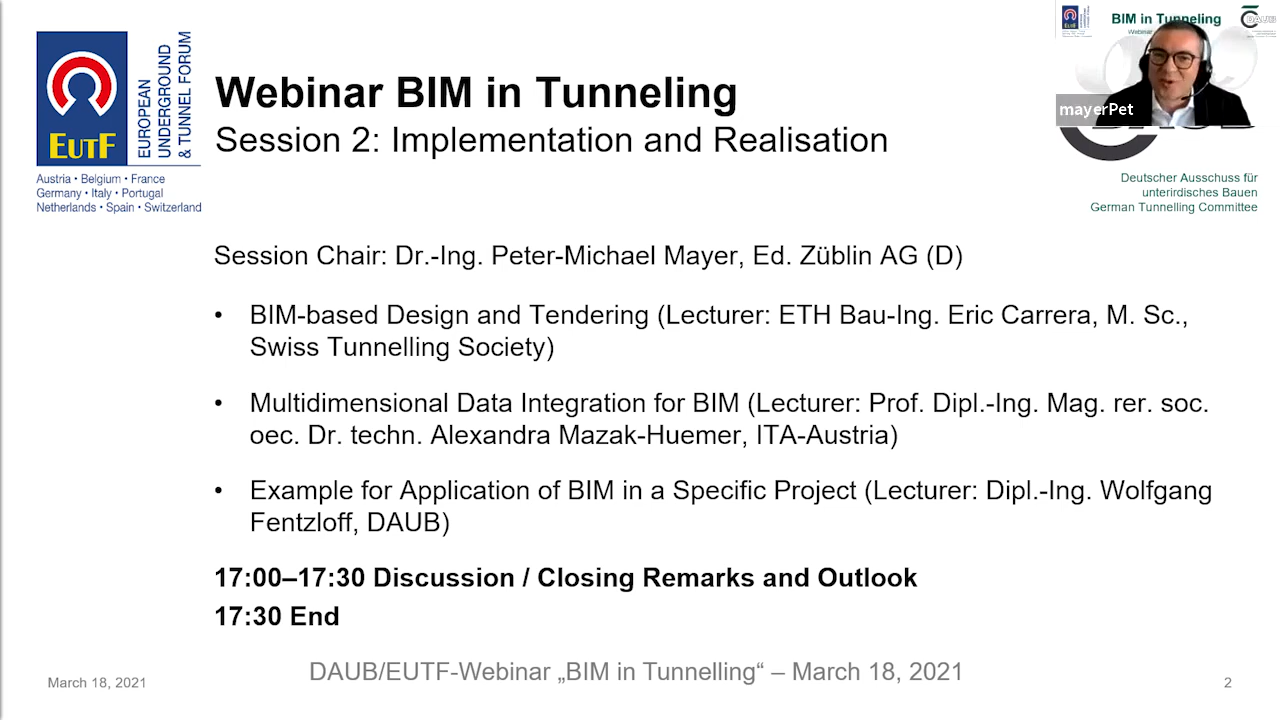 BIM in Tunneling
DAUB
EUROPEAN
UNDERGROUND
& TUNNEL FORUM
EUTF
Webinar BIM in Tunneling
Session 2: Implementation and Realisation
mayerPet
Austria • Belgium • France
Germany • Italy • Portugal
Netherlands • Spain • Switzerland
Deutscher Ausschuss für
unterirdisches Bauen
German Tunnelling Committee
Session Chair: Dr.-Ing. Peter-Michael Mayer, Ed. Züblin AG (D)
• BIM-based Design and Tendering (Lecturer: ETH Bau-Ing. Eric Carrera, M. Sc.,
Swiss Tunnelling Society)
• Multidimensional Data Integration for BIM (Lecturer: Prof. Dipl.-Ing. Mag. rer. soc.
oec. Dr. techn. Alexandra Mazak-Huemer, ITA-Austria)
• Example for Application of BIM in a Specific Project (Lecturer: Dipl.-Ing. Wolfgang
Fentzloff, DAUB)
17:00–17:30 Discussion / Closing Remarks and Outlook
17:30 End
DAUB/EUTF-Webinar „BIM in Tunnelling“ – March 18, 2021
March 18, 2021
2